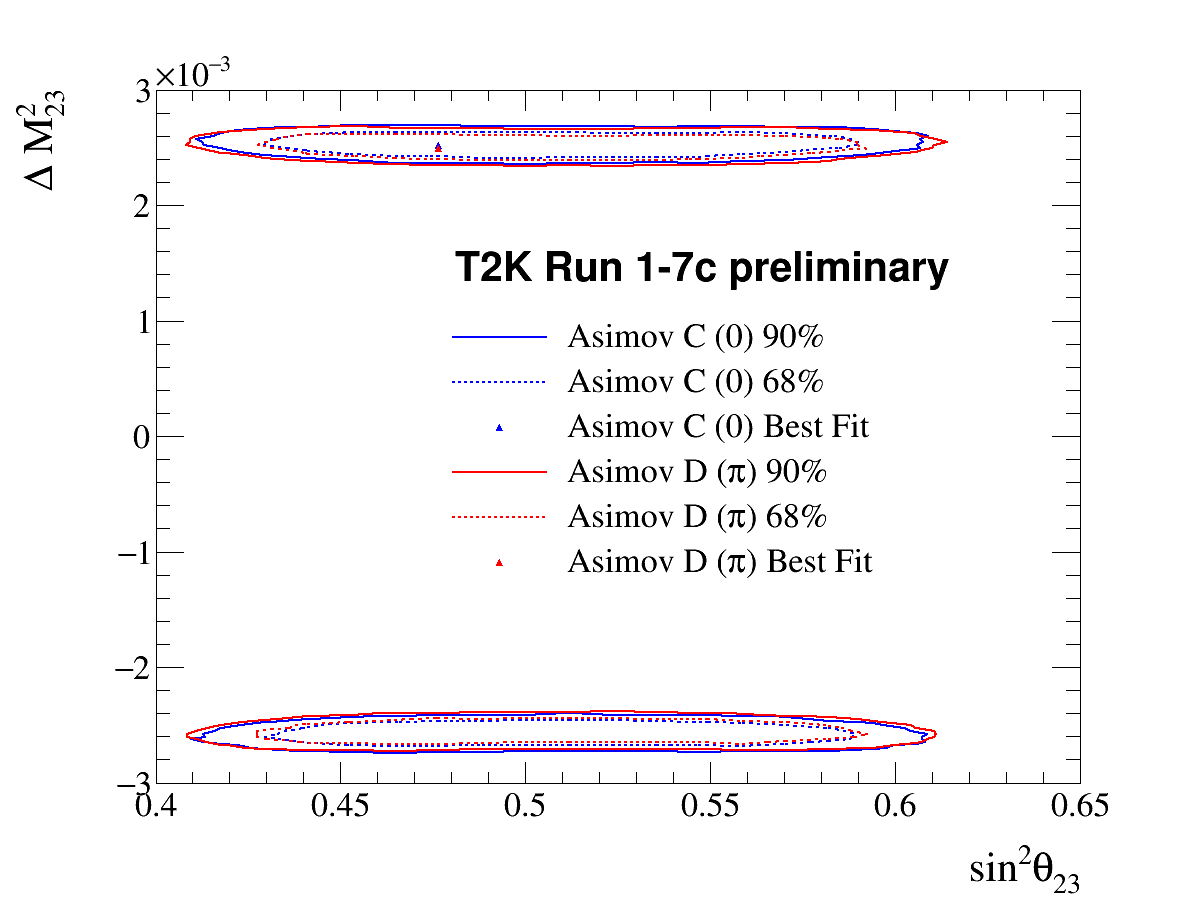 ×10⁻³
Δ M²₂₃
3
2
1
0
−1
−2
−3
T2K Run 1-7c preliminary
Asimov C (0) 90%
Asimov C (0) 68%
Asimov C (0) Best Fit
Asimov D (π) 90%
Asimov D (π) 68%
Asimov D (π) Best Fit
0.4 0.45 0.5 0.55 0.6 0.65
sin²θ₂₃